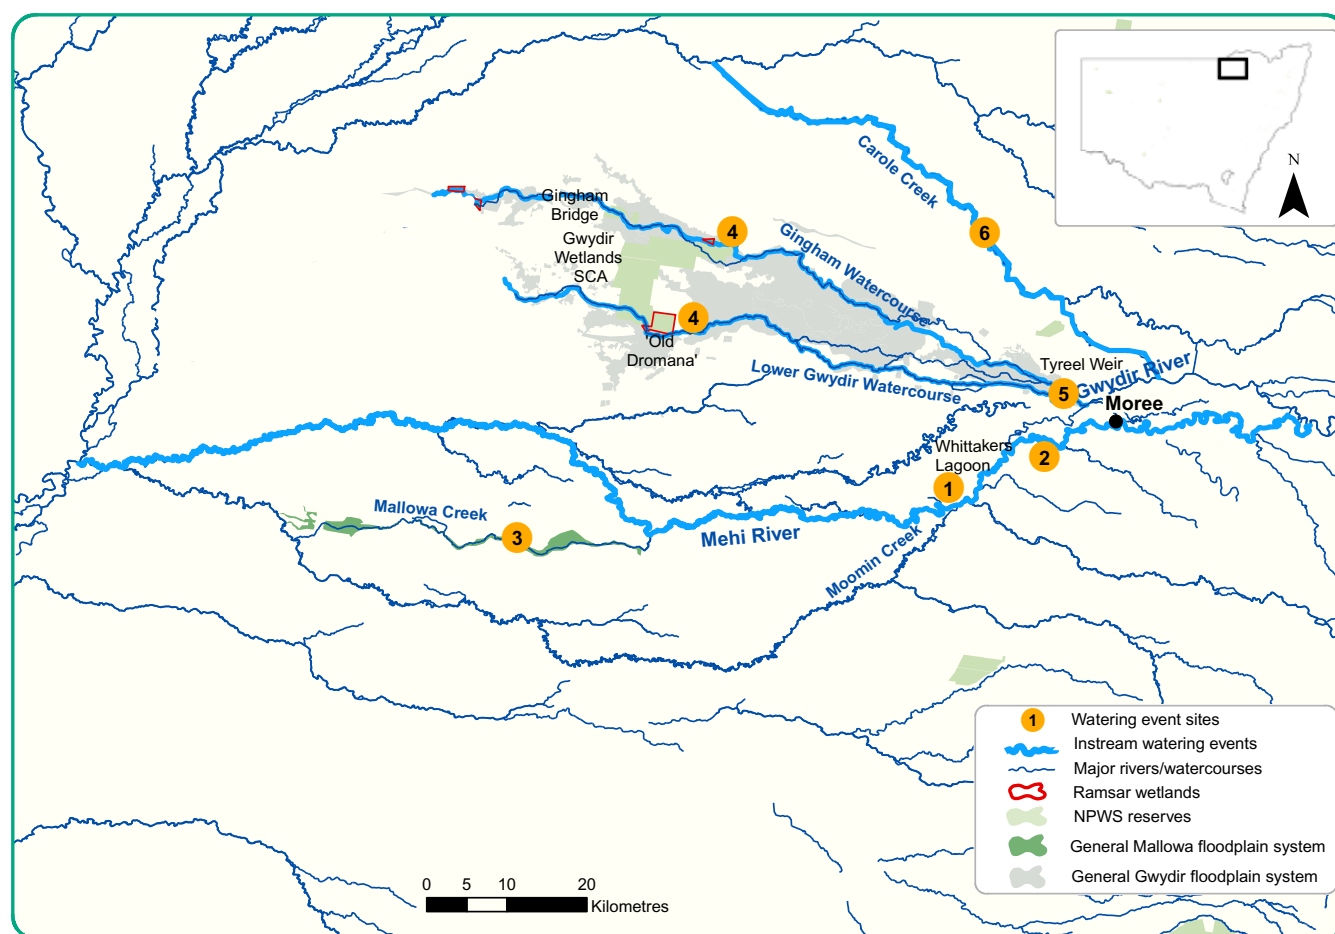 N
Carole Creek
6
Gingham
Bridge
4
Gingham Watercourse
Gwydir
Wetlands
SCA
4
'Old
Dromana'
Tyreel Weir
Lower Gwydir Watercourse
5
Gwydir River
Moree
Whittakers
Lagoon
2
1
Mallowa Creek
3
Mehi River
Moomin Creek
1 Watering event sites
Instream watering events
Major rivers/watercourses
Ramsar wetlands
NPWS reserves
General Mallowa floodplain system
General Gwydir floodplain system
0 5 10 20
Kilometres